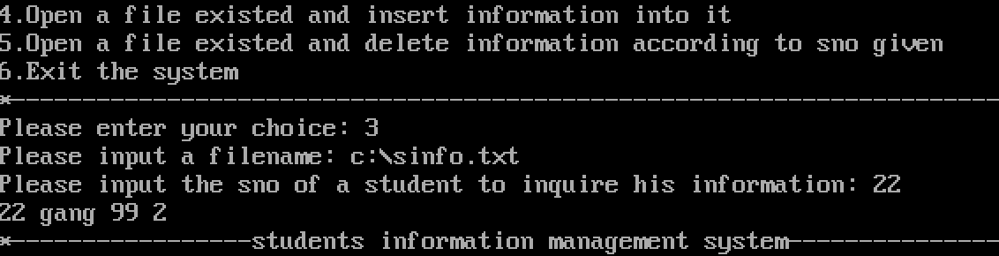 4.Open a file existed and insert information into it
5.Open a file existed and delete information according to sno given
6.Exit the system
*--------------------------------------------------------------------
Please enter your choice: 3
Please input a filename: c:\sinfo.txt
Please input the sno of a student to inquire his information: 22
22 gang 99 2
*-----------------students information management system---------------